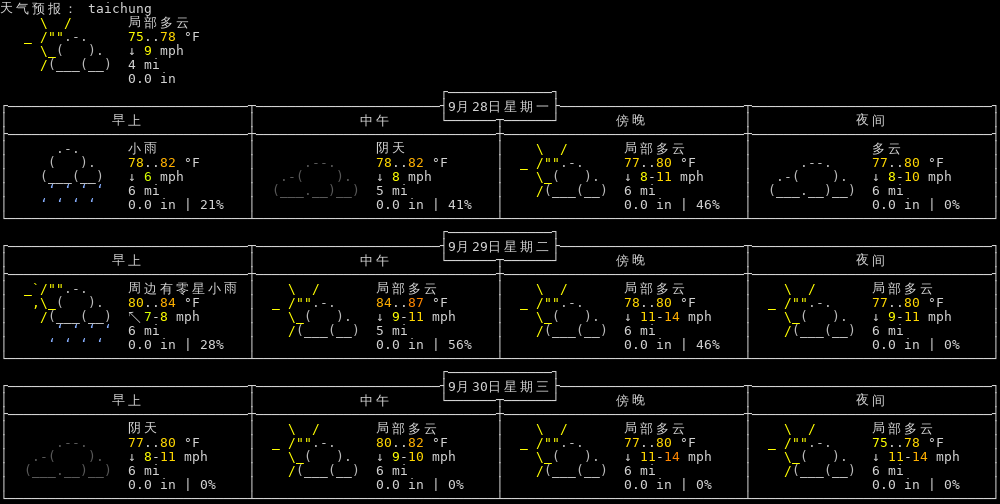 天气预报： taichung
局部多云
75..78 °F
↓ 9 mph
4 mi
0.0 in
9月28日星期一
早上 中午 傍晚 夜间
小雨 阴天 局部多云 多云
78..82 °F 78..82 °F 77..80 °F 77..80 °F
↓ 6 mph ↓ 8 mph ↓ 8-11 mph ↓ 8-10 mph
6 mi 5 mi 6 mi 6 mi
0.0 in | 21% 0.0 in | 41% 0.0 in | 46% 0.0 in | 0%
9月29日星期二
早上 中午 傍晚 夜间
周边有零星小雨 局部多云 局部多云 局部多云
80..84 °F 84..87 °F 78..80 °F 77..80 °F
↖ 7-8 mph ↓ 9-11 mph ↓ 11-14 mph ↓ 9-11 mph
6 mi 5 mi 6 mi 6 mi
0.0 in | 28% 0.0 in | 56% 0.0 in | 46% 0.0 in | 0%
9月30日星期三
早上 中午 傍晚 夜间
阴天 局部多云 局部多云 局部多云
77..80 °F 80..82 °F 77..80 °F 75..78 °F
↓ 8-11 mph ↓ 9-10 mph ↓ 11-14 mph ↓ 11-14 mph
6 mi 6 mi 6 mi 6 mi
0.0 in | 0% 0.0 in | 0% 0.0 in | 0% 0.0 in | 0%